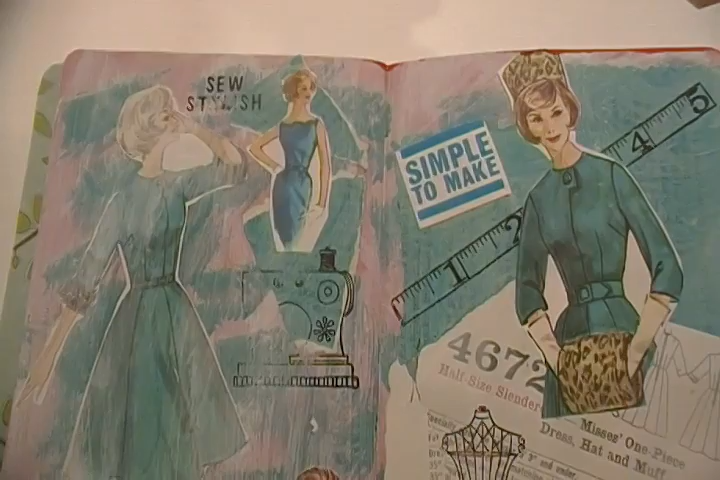 SEW
STYLISH
SIMPLE
TO MAKE
1
2
4
5
4672
Half-Size Slender
Misses' One-Piece
Dress, Hat and Muff